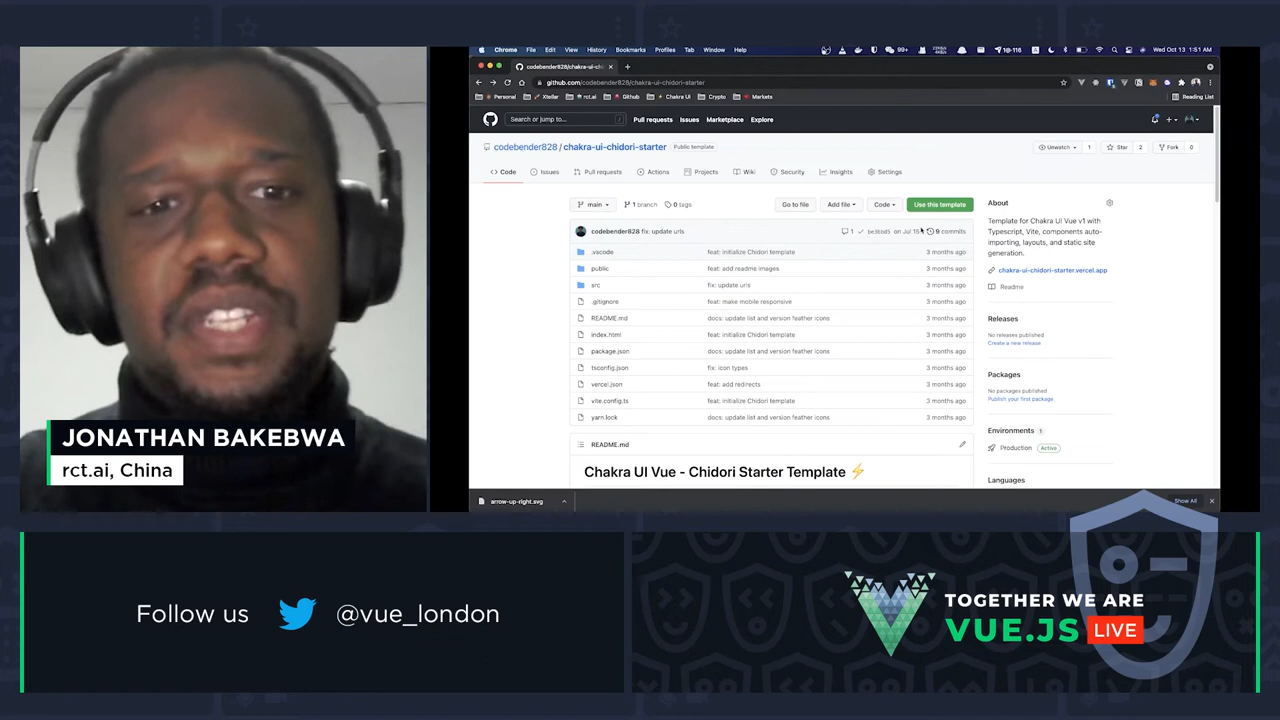 Chrome File Edit View History Bookmarks Profiles Tab Window Help
99+
Wed Oct 13 1:51 AM
codebender828/chakra-ui-chi
github.com/codebender828/chakra-ui-chidori-starter
Personal Xtellar rct.ai Github Chakra UI Crypto Markets Reading List
Search or jump to... / Pull requests Issues Marketplace Explore
codebender828 / chakra-ui-chidori-starter Public template
Unwatch 1 Star 2 Fork 0
Code Issues Pull requests Actions Projects Wiki Security Insights Settings
main 1 branch 0 tags Go to file Add file Code Use this template
codebender828 fix: update urls 1 on Jul 15 9 commits
.vscode feat: initialize Chidori template 3 months ago
public feat: add readme images 3 months ago
src fix: update urls 3 months ago
.gitignore feat: make mobile responsive 3 months ago
README.md docs: update list and version feather icons 3 months ago
index.html feat: initialize Chidori template 3 months ago
package.json docs: update list and version feather icons 3 months ago
tsconfig.json fix: icon types 3 months ago
vercel.json feat: add redirects 3 months ago
vite.config.ts feat: initialize Chidori template 3 months ago
yarn.lock docs: update list and version feather icons 3 months ago
README.md
Chakra UI Vue - Chidori Starter Template ⚡
About
Template for Chakra UI Vue v1 with
Typescript, Vite, components auto-
importing, layouts, and static site
generation.
chakra-ui-chidori-starter.vercel.app
Readme
Releases
No releases published
Create a new release
Packages
No packages published
Publish your first package
Environments 1
Production Active
Languages
arrow-up-right.svg
Show All
JONATHAN BAKEBWA
rct.ai, China
Follow us @vue_london
TOGETHER WE ARE
VUE.JS LIVE